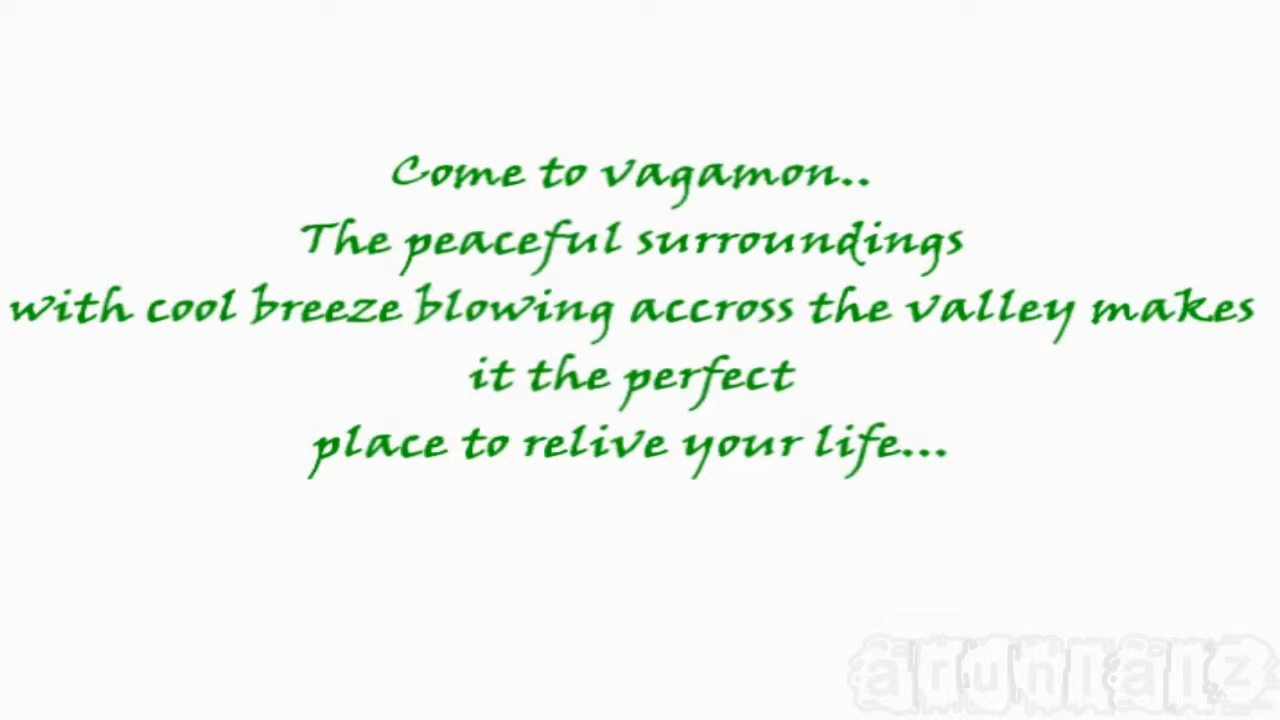 Come to vagamon..
The peaceful surroundings
with cool breeze blowing accross the valley makes
it the perfect
place to relive your life...
arunlalz